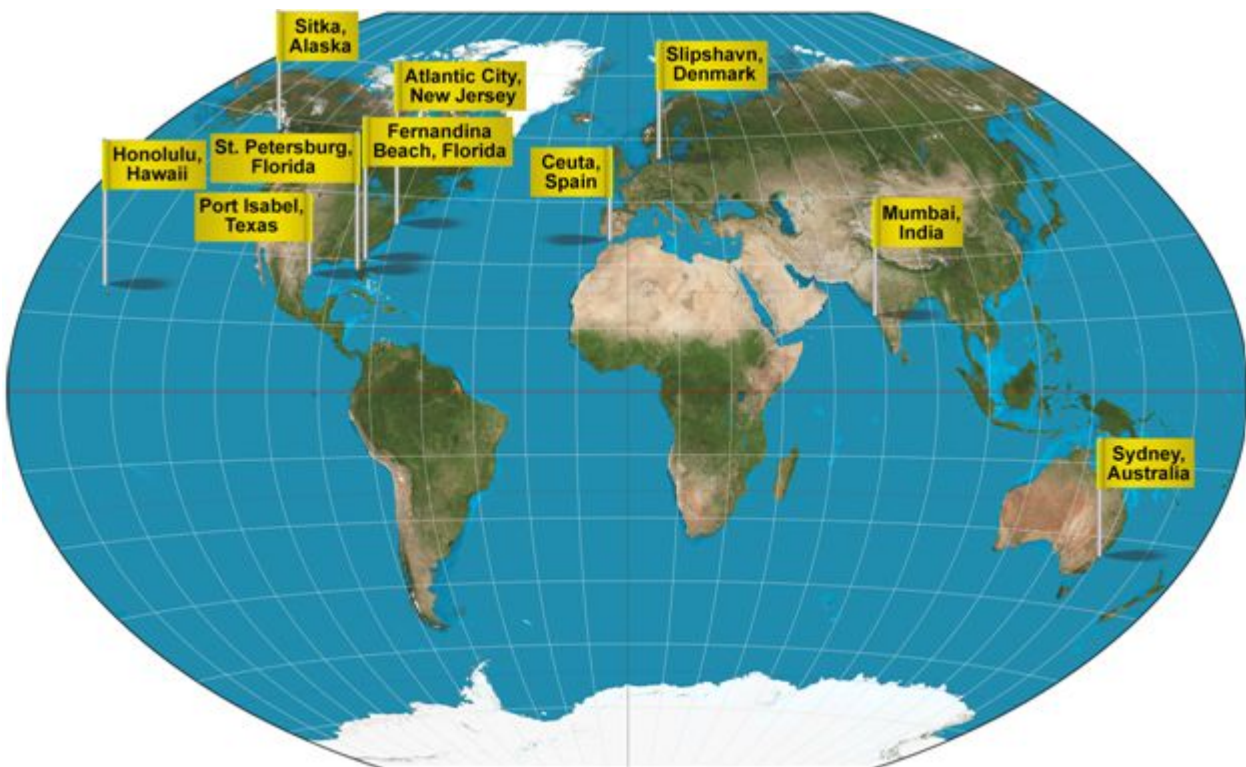 Sitka,
Alaska
Slipshavn,
Denmark
Atlantic City,
New Jersey
Fernandina
Beach, Florida
St. Petersburg,
Florida
Honolulu,
Hawaii
Ceuta,
Spain
Port Isabel,
Texas
Mumbai,
India
Sydney,
Australia